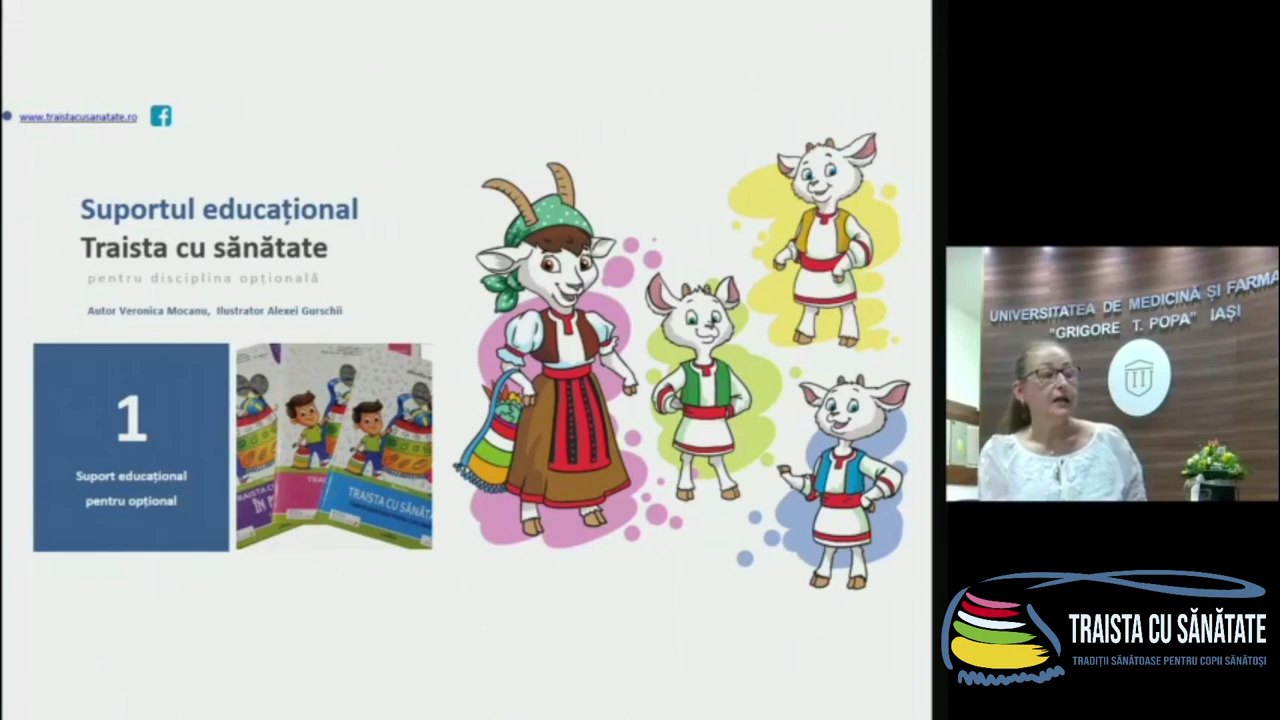 www.traistacusanatate.ro
Suportul educațional
Traista cu sănătate
pentru disciplina opțională
Autor Veronica Mocanu, Ilustrator Alexei Gurschii
1
Suport educațional
pentru opțional
TRAISTA CU SĂNĂTA
UNIVERSITATEA DE MEDICINĂ ȘI FARMA
"GRIGORE T. POPA" IAȘI
TRAISTA CU SĂNĂTATE
TRADIȚII SĂNĂTOASE PENTRU COPII SĂNĂTOȘI